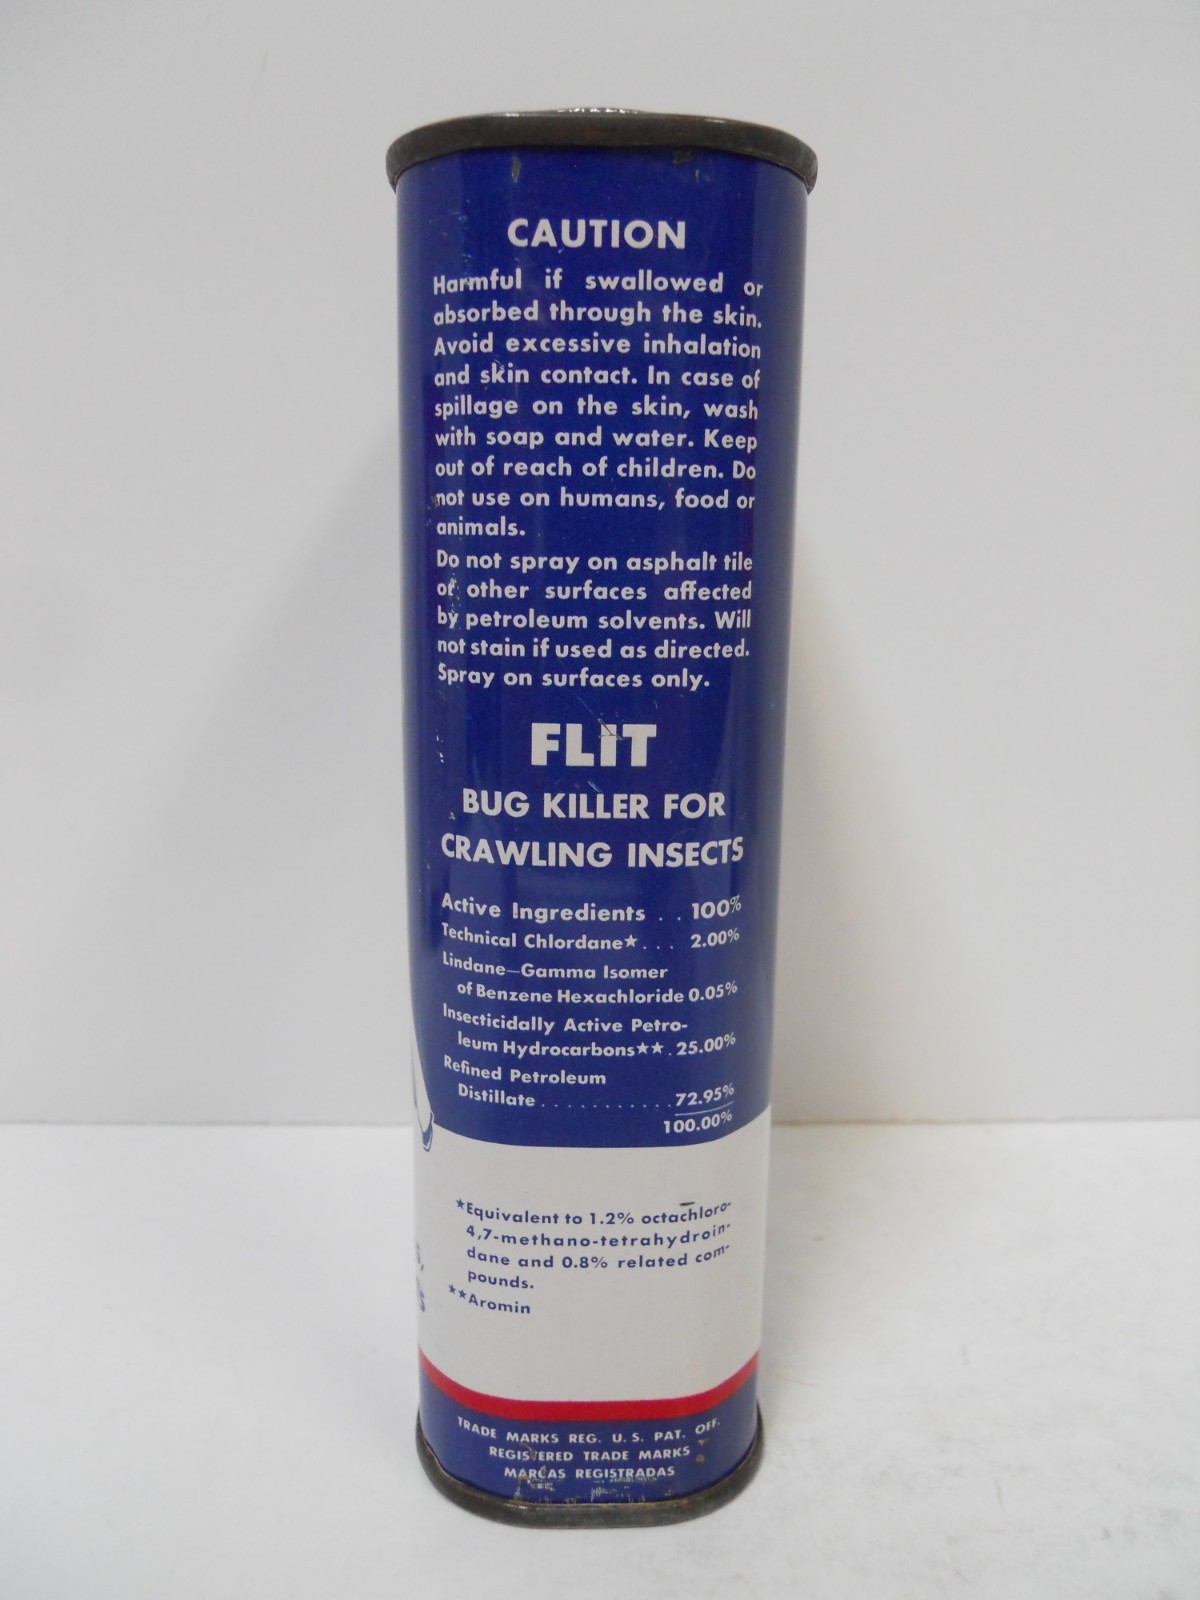 CAUTION
Harmful if swallowed or
absorbed through the skin.
Avoid excessive inhalation
and skin contact. In case of
spillage on the skin, wash
with soap and water. Keep
out of reach of children. Do
not use on humans, food or
animals.
Do not spray on asphalt tile
or other surfaces affected
by petroleum solvents. Will
not stain if used as directed.
Spray on surfaces only.
FLiT
BUG KILLER FOR
CRAWLING INSECTS
Active Ingredients . . 100%
Technical Chlordane★ . . . 2.00%
Lindane—Gamma Isomer
of Benzene Hexachloride 0.05%
Insecticidally Active Petro-
leum Hydrocarbons★★ . 25.00%
Refined Petroleum
Distillate . . . . . . . . . . . 72.95%
100.00%
★Equivalent to 1.2% octachloro-
4,7-methano-tetrahydroin-
dane and 0.8% related com-
pounds.
★★Aromin
TRADE MARKS REG. U. S. PAT. OFF.
REGISTERED TRADE MARKS
MARCAS REGISTRADAS